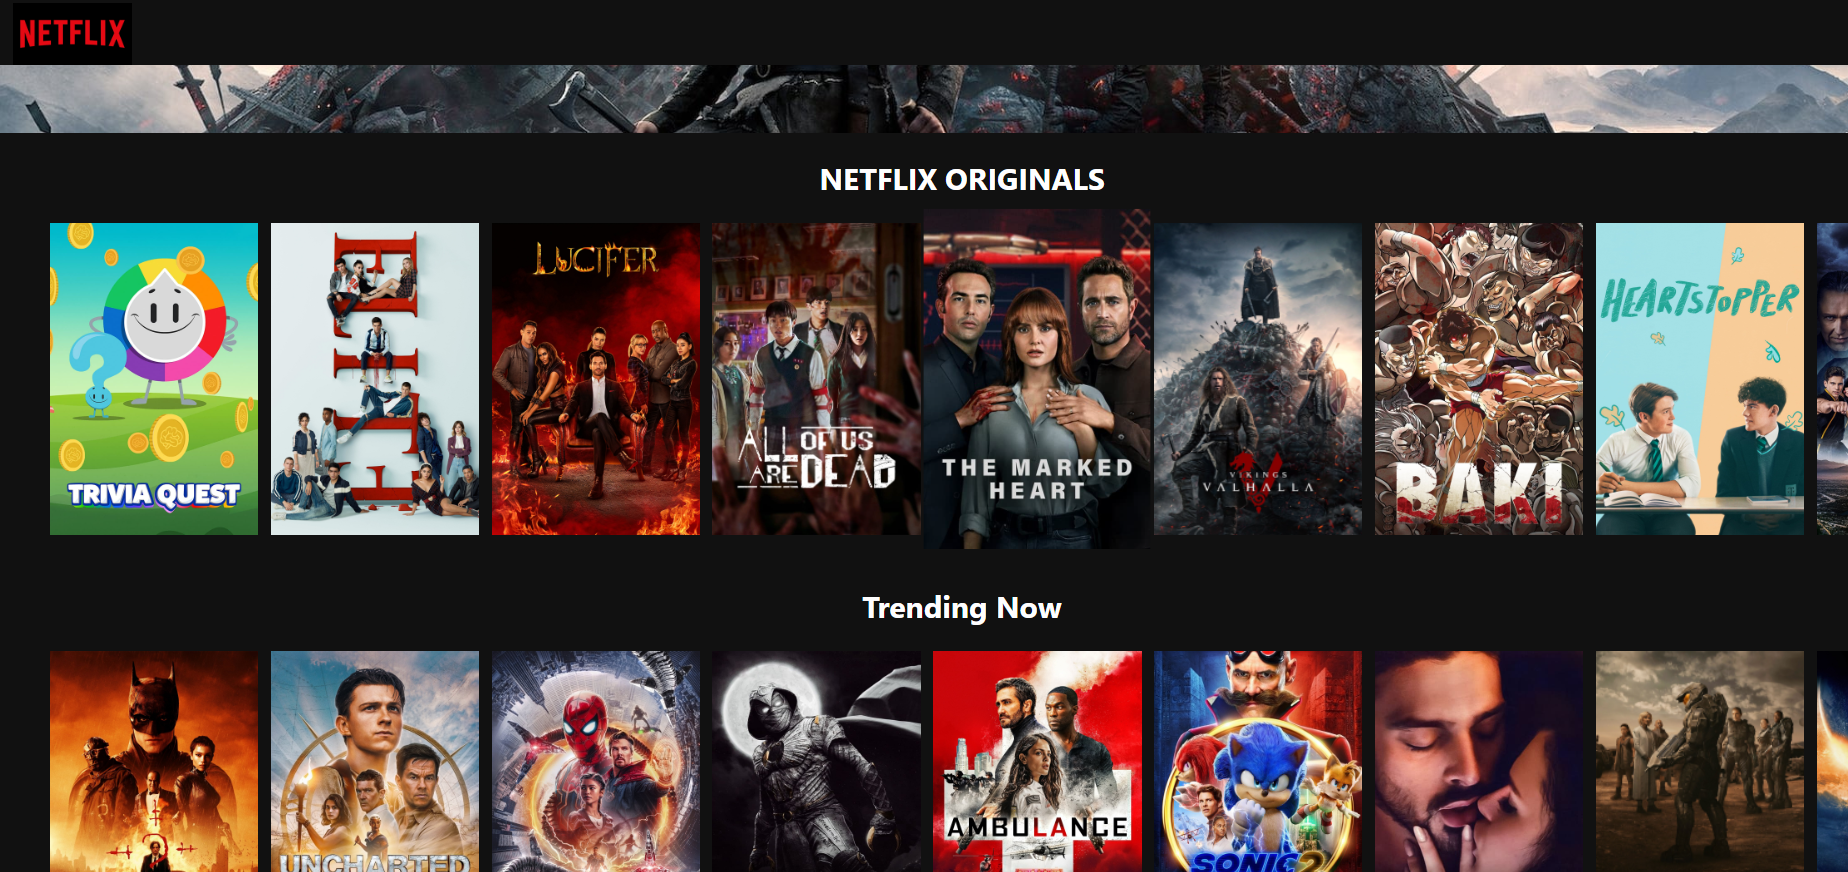 NETFLIX
NETFLIX ORIGINALS
TRIVIA QUEST
ELITE
LUCIFER
ALL OF US
ARE DEAD
THE MARKED
HEART
VIKINGS
VALHALLA
BAKI
HEARTSTOPPER
Trending Now
UNCHARTED
AMBULANCE
SONIC 2